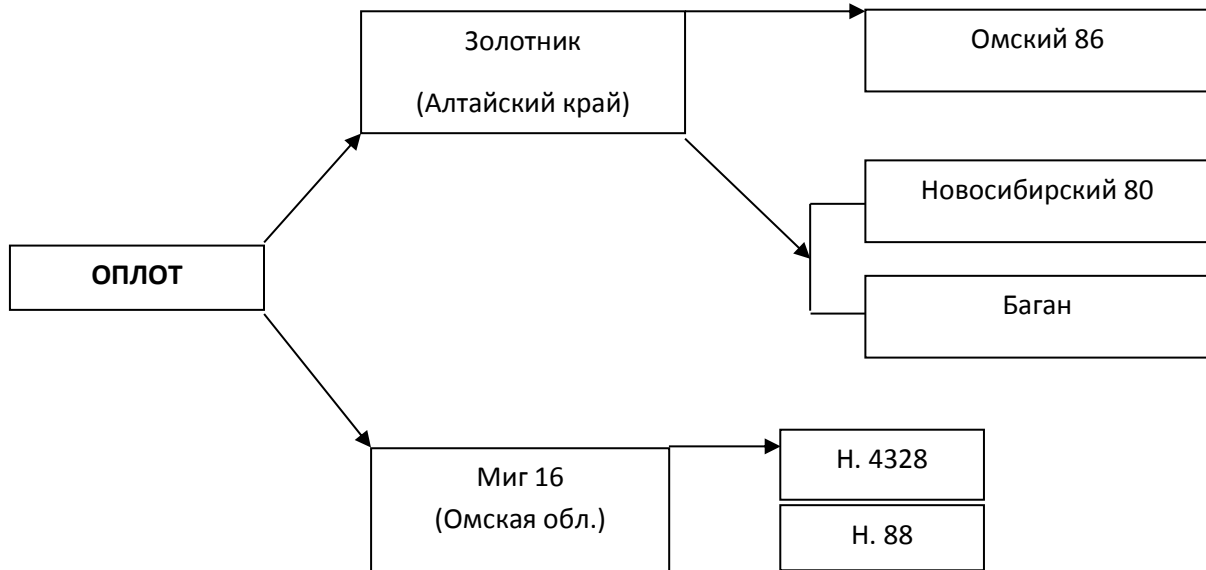 Золотник
(Алтайский край)
Омский 86
Новосибирский 80
ОПЛОТ
Баган
Миг 16
(Омская обл.)
Н. 4328
Н. 88